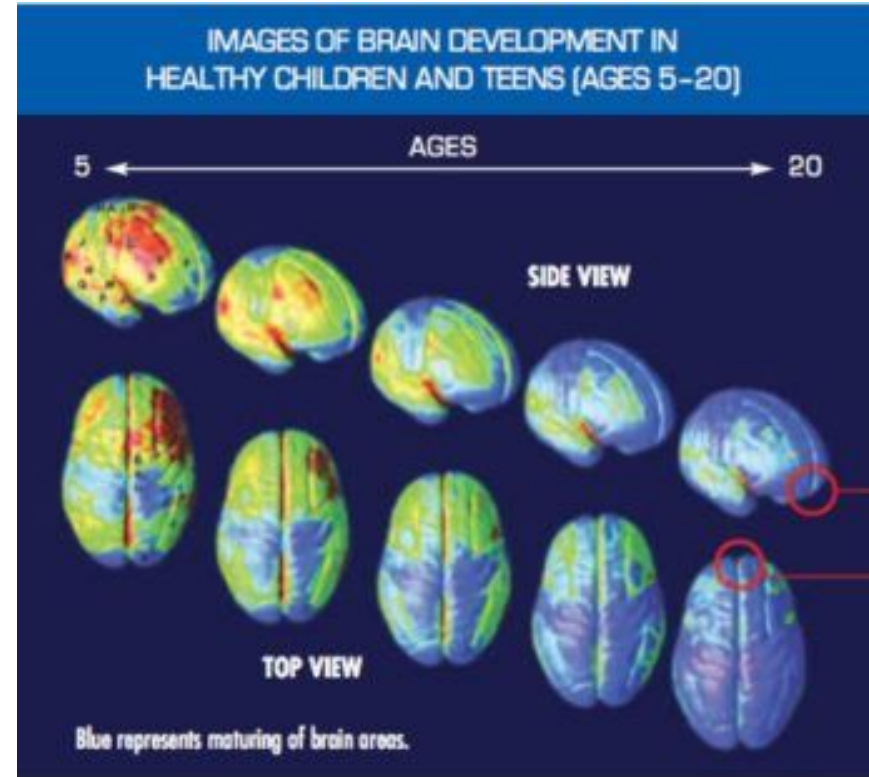 IMAGES OF BRAIN DEVELOPMENT IN
HEALTHY CHILDREN AND TEENS (AGES 5-20)
AGES
5
20
SIDE VIEW
TOP VIEW
Blue represents maturing of brain areas.